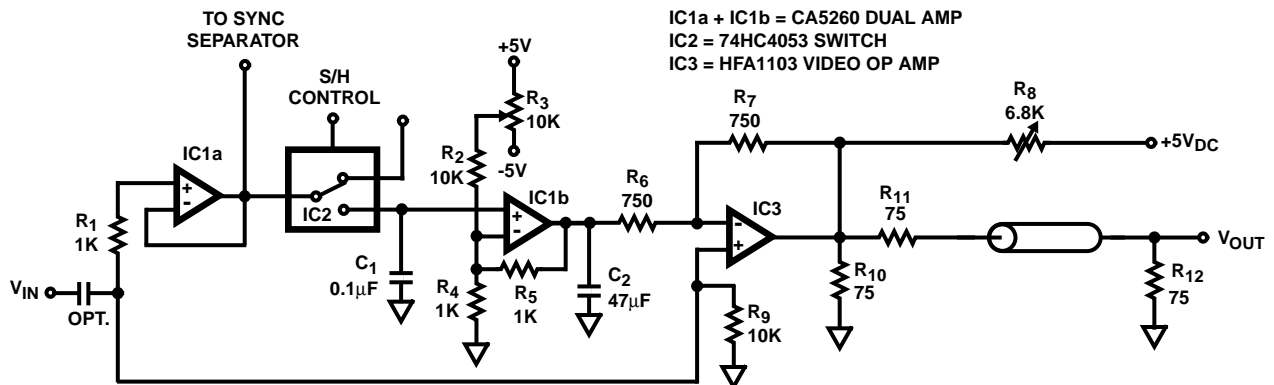 TO SYNC
SEPARATOR
IC1a + IC1b = CA5260 DUAL AMP
IC2 = 74HC4053 SWITCH
IC3 = HFA1103 VIDEO OP AMP
S/H
CONTROL
+5V
R3
10K
-5V
R2
10K
IC1a
+
-
R1
1K
IC2
IC1b
+
-
R6
750
R7
750
R8
6.8K
+5VDC
IC3
-
+
R11
75
VOUT
VIN
OPT.
C1
0.1µF
R4
1K
R5
1K
C2
47µF
R9
10K
R10
75
R12
75